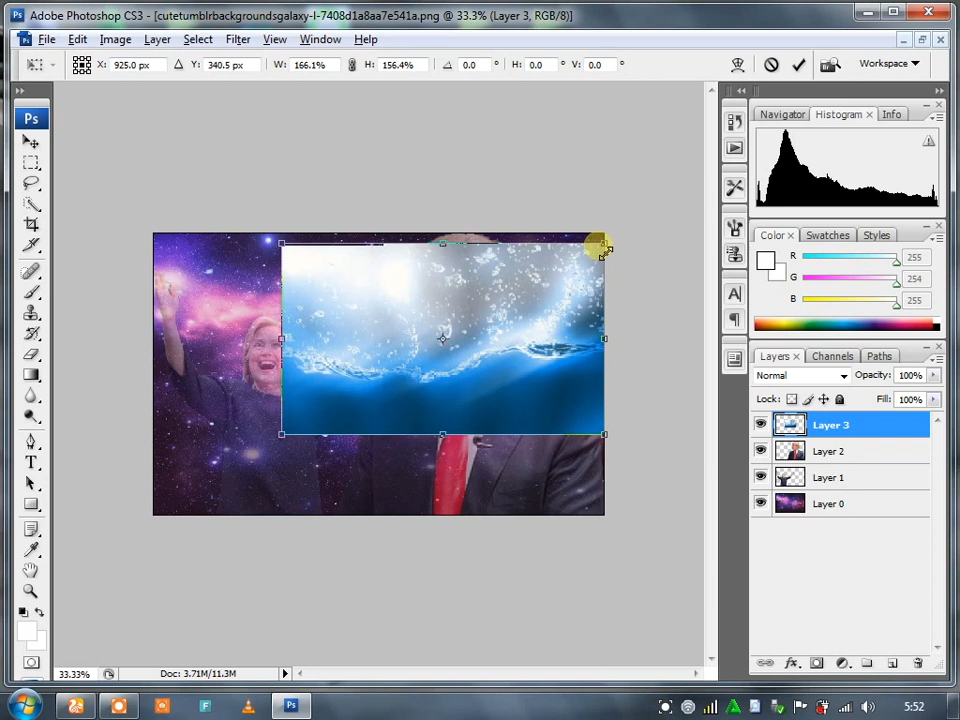 Adobe Photoshop CS3 - [cutetumblrbackgroundsgalaxy-l-7408d1a8aa7e541a.png @ 33.3% (Layer 3, RGB/8)]
Ps File Edit Image Layer Select Filter View Window Help
X: 925.0 px Y: 340.5 px W: 166.1% H: 156.4% 0.0 ° H: 0.0 ° V: 0.0 ° Workspace
Ps
Navigator Histogram Info
Color Swatches Styles
R 255
G 254
B 255
Layers Channels Paths
Normal Opacity: 100%
Lock: Fill: 100%
Layer 3
Layer 2
Layer 1
Layer 0
T
33.33% Doc: 3.71M/11.3M
5:52